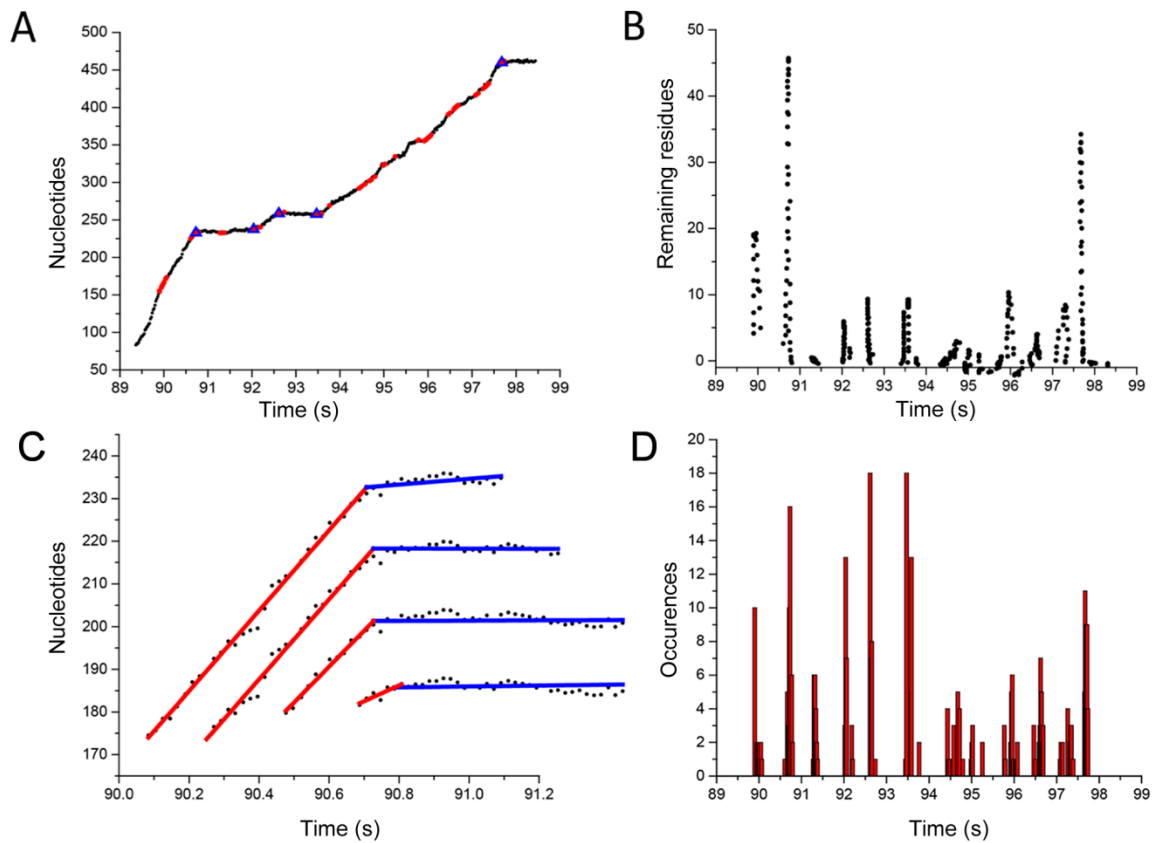 A
500
450
400
350
300
250
200
150
100
50
Nucleotides
89 90 91 92 93 94 95 96 97 98 99
Time (s)
B
50
40
30
20
10
0
Remaining residues
89 90 91 92 93 94 95 96 97 98 99
Time (s)
C
240
230
220
210
200
190
180
170
Nucleotides
90.0 90.2 90.4 90.6 90.8 91.0 91.2
Time (s)
D
20
18
16
14
12
10
8
6
4
2
0
Occurences
89 90 91 92 93 94 95 96 97 98 99
Time (s)